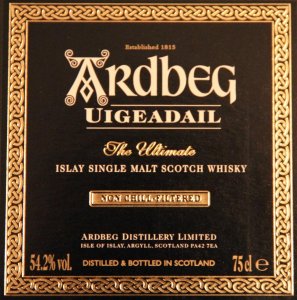 Established 1815
ARDBEG
UIGEADAIL
The Ultimate
ISLAY SINGLE MALT SCOTCH WHISKY
NON CHILL-FILTERED
ARDBEG DISTILLERY LIMITED
ISLE OF ISLAY, ARGYLL, SCOTLAND PA42 7EA
54.2% vol. DISTILLED & BOTTLED IN SCOTLAND 75 cl e